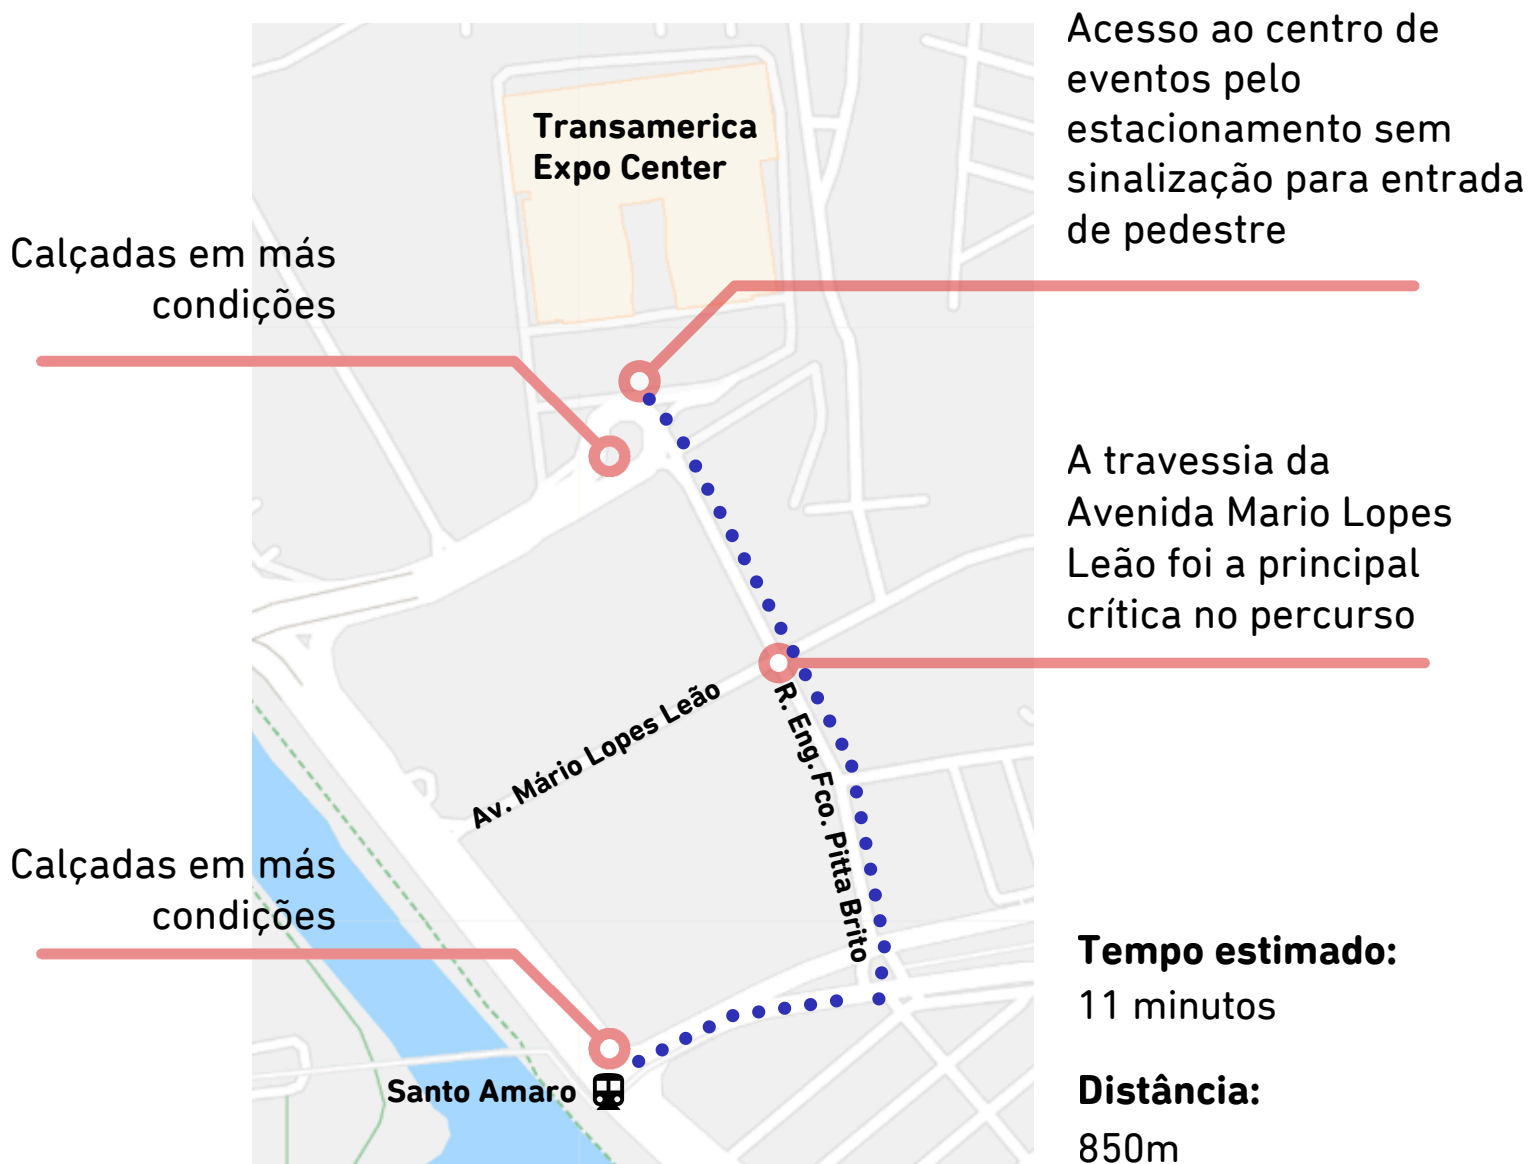 Acesso ao centro de
eventos pelo
estacionamento sem
sinalização para entrada
de pedestre
Transamerica
Expo Center
Calçadas em más
condições
A travessia da
Avenida Mario Lopes
Leão foi a principal
crítica no percurso
Av. Mário Lopes Leão
R. Eng. Fco. Pitta Brito
Calçadas em más
condições
Santo Amaro
Tempo estimado:
11 minutos
Distância:
850m